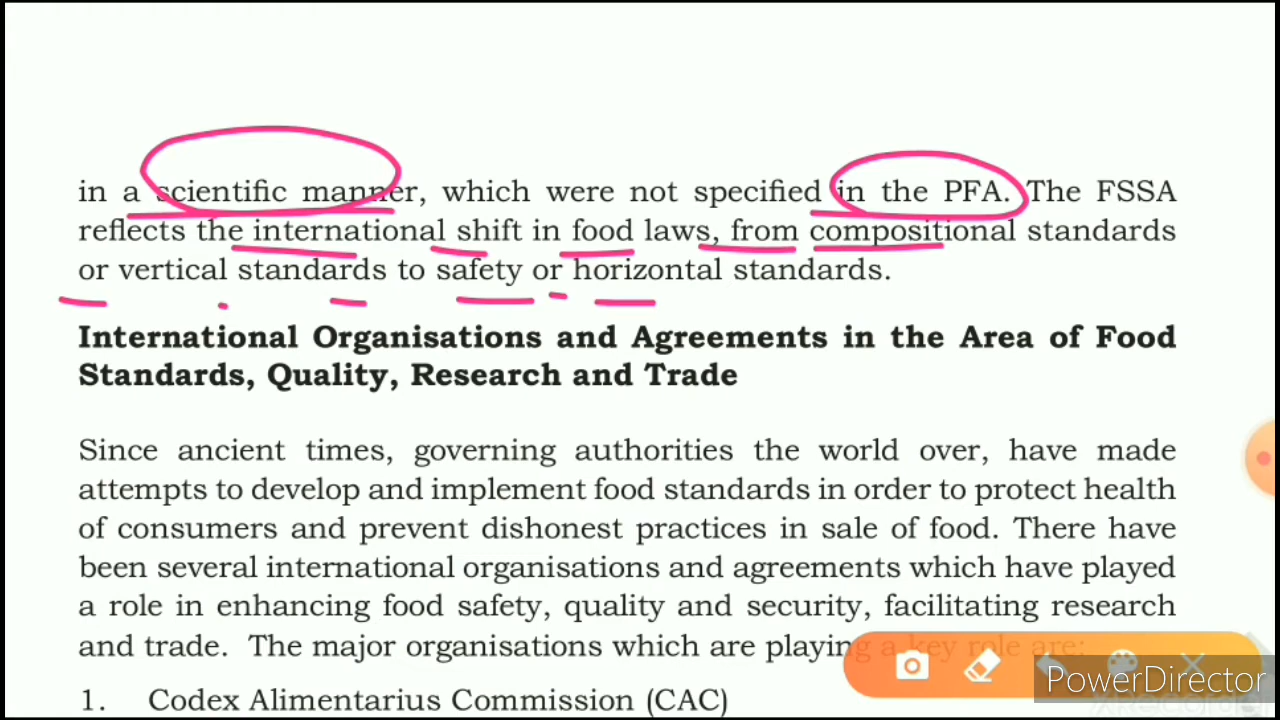 in a scientific manner, which were not specified in the PFA. The FSSA
reflects the international shift in food laws, from compositional standards
or vertical standards to safety or horizontal standards.
International Organisations and Agreements in the Area of Food
Standards, Quality, Research and Trade
Since ancient times, governing authorities the world over, have made
attempts to develop and implement food standards in order to protect health
of consumers and prevent dishonest practices in sale of food. There have
been several international organisations and agreements which have played
a role in enhancing food safety, quality and security, facilitating research
and trade. The major organisations which are playing a key role are:
PowerDirector
1. Codex Alimentarius Commission (CAC)